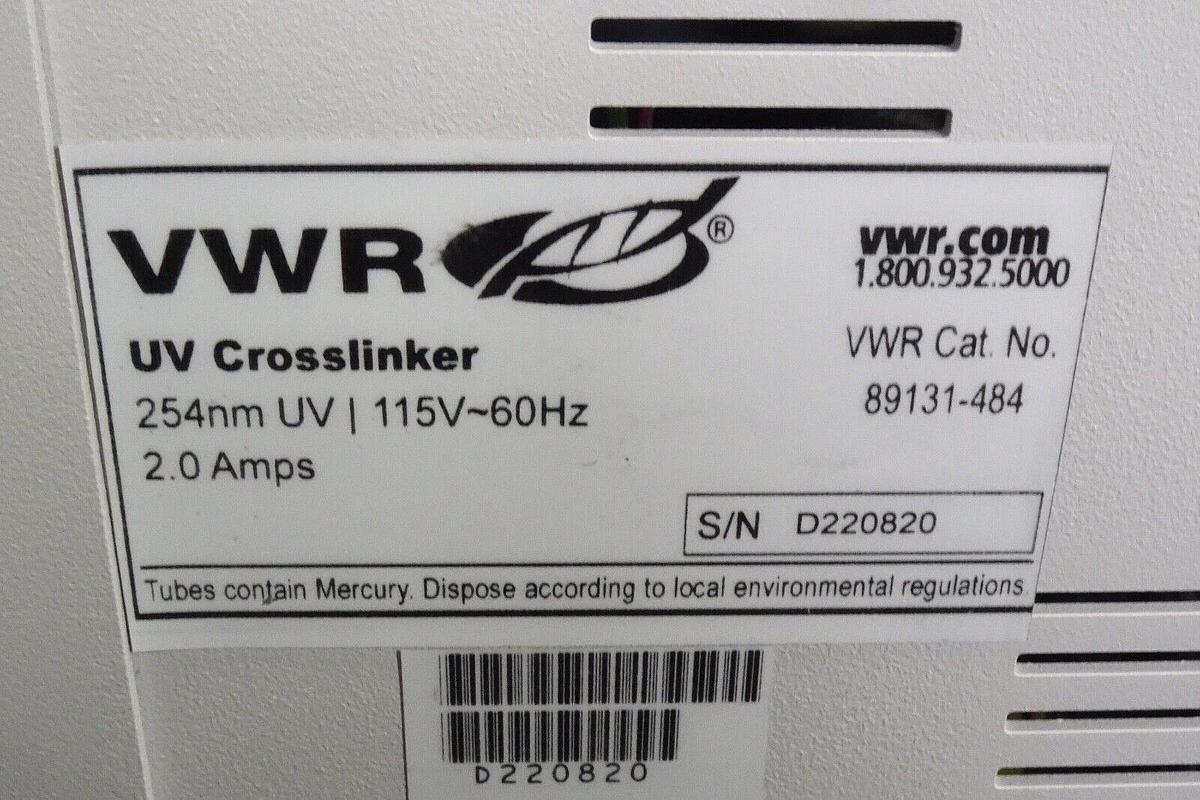 VWR ®
vwr.com
1.800.932.5000
UV Crosslinker
VWR Cat. No.
254nm UV | 115V~60Hz
89131-484
2.0 Amps
S/N D220820
Tubes contain Mercury. Dispose according to local environmental regulations.
D220820